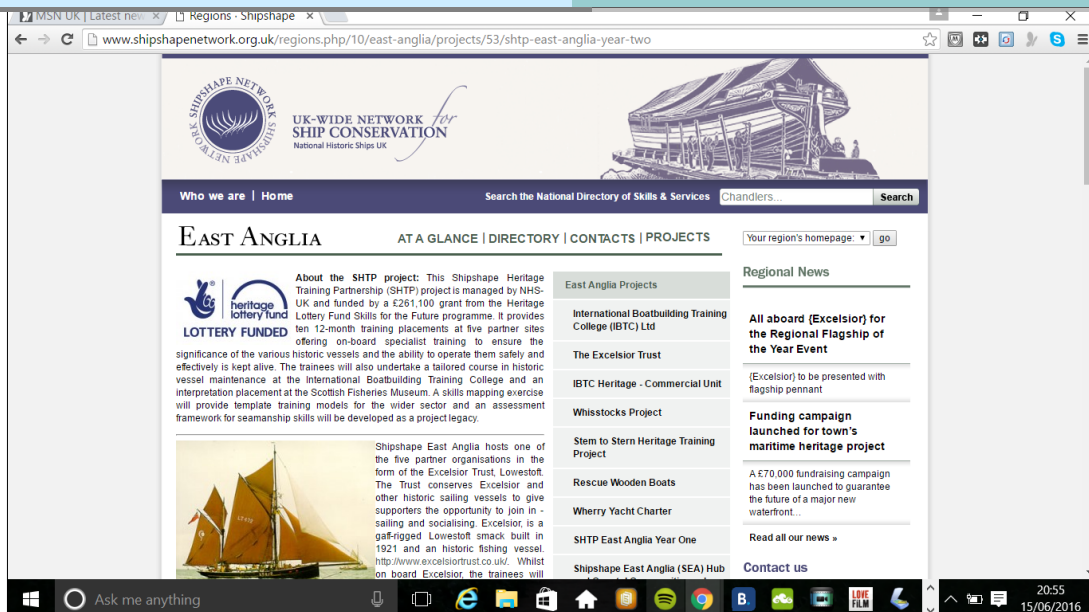 MSN UK | Latest new
Regions · Shipshape
www.shipshapenetwork.org.uk/regions.php/10/east-anglia/projects/53/shtp-east-anglia-year-two
SHIPSHAPE NETWORK
SHIPSHAPE NETWORK
UK-WIDE NETWORK for
SHIP CONSERVATION
National Historic Ships UK
Who we are | Home
Search the National Directory of Skills & Services
Chandlers...
Search
EAST ANGLIA
AT A GLANCE | DIRECTORY | CONTACTS | PROJECTS
Your region's homepage:
go
heritage
lottery fund
LOTTERY FUNDED
About the SHTP project: This Shipshape Heritage
Training Partnership (SHTP) project is managed by NHS-
UK and funded by a £261,100 grant from the Heritage
Lottery Fund Skills for the Future programme. It provides
ten 12-month training placements at five partner sites
offering on-board specialist training to ensure the
significance of the various historic vessels and the ability to operate them safely and
effectively is kept alive. The trainees will also undertake a tailored course in historic
vessel maintenance at the International Boatbuilding Training College and an
interpretation placement at the Scottish Fisheries Museum. A skills mapping exercise
will provide template training models for the wider sector and an assessment
framework for seamanship skills will be developed as a project legacy.
Shipshape East Anglia hosts one of
the five partner organisations in the
form of the Excelsior Trust, Lowestoft.
The Trust conserves Excelsior and
other historic sailing vessels to give
supporters the opportunity to join in -
sailing and socialising. Excelsior, is a
gaff-rigged Lowestoft smack built in
1921 and an historic fishing vessel.
http://www.excelsiortrust.co.uk/. Whilst
on board Excelsior, the trainees will
East Anglia Projects
International Boatbuilding Training
College (IBTC) Ltd
The Excelsior Trust
IBTC Heritage - Commercial Unit
Whisstocks Project
Stem to Stern Heritage Training
Project
Rescue Wooden Boats
Wherry Yacht Charter
SHTP East Anglia Year One
Shipshape East Anglia (SEA) Hub
Regional News
All aboard {Excelsior} for
the Regional Flagship of
the Year Event
{Excelsior} to be presented with
flagship pennant
Funding campaign
launched for town's
maritime heritage project
A £70,000 fundraising campaign
has been launched to guarantee
the future of a major new
waterfront...
Read all our news »
Contact us
Ask me anything
B.
LOVE
FILM
20:55
15/06/2016